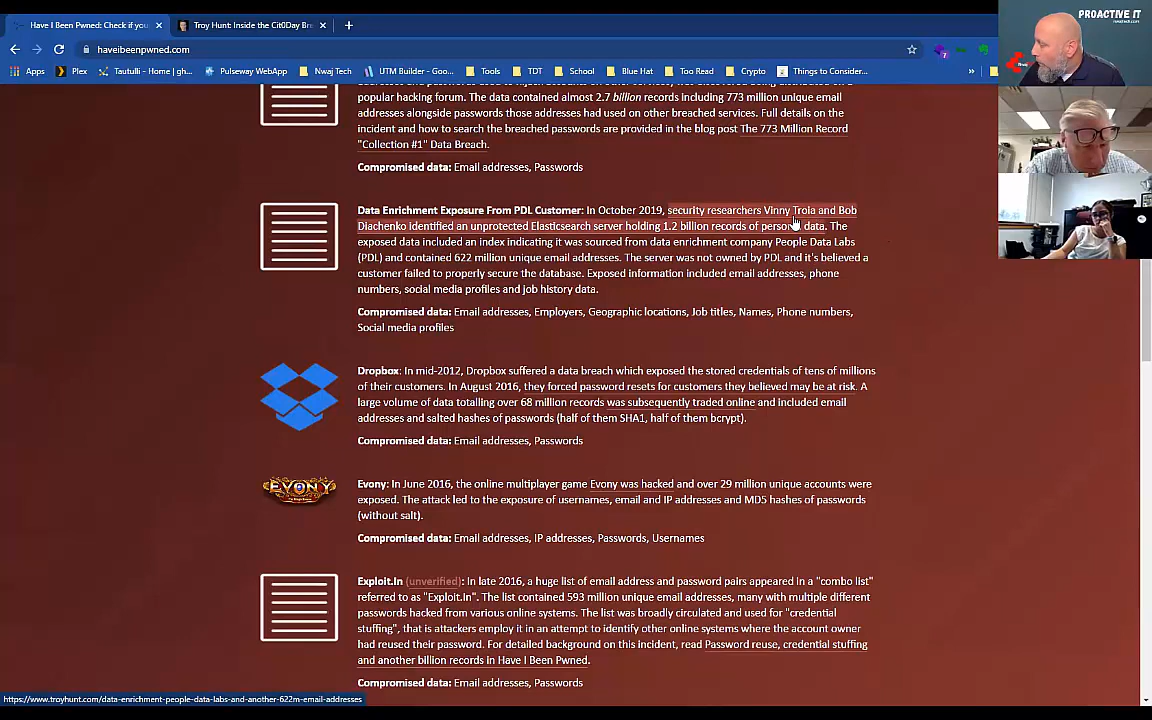 Have I Been Pwned: Check if you
Troy Hunt: Inside the Cit0Day Bre
haveibeenpwned.com
Apps
Plex
Tautulli - Home | gh...
Pulseway WebApp
Nwaj Tech
UTM Builder - Goo...
Tools
TDT
School
Blue Hat
Too Read
Crypto
Things to Consider...
»
PROACTIVE IT
popular hacking forum. The data contained almost 2.7 billion records including 773 million unique email
addresses alongside passwords those addresses had used on other breached services. Full details on the
incident and how to search the breached passwords are provided in the blog post The 773 Million Record
"Collection #1" Data Breach.
Compromised data: Email addresses, Passwords
Data Enrichment Exposure From PDL Customer: In October 2019, security researchers Vinny Troia and Bob
Diachenko identified an unprotected Elasticsearch server holding 1.2 billion records of personal data. The
exposed data included an index indicating it was sourced from data enrichment company People Data Labs
(PDL) and contained 622 million unique email addresses. The server was not owned by PDL and it's believed a
customer failed to properly secure the database. Exposed information included email addresses, phone
numbers, social media profiles and job history data.
Compromised data: Email addresses, Employers, Geographic locations, Job titles, Names, Phone numbers,
Social media profiles
Dropbox: In mid-2012, Dropbox suffered a data breach which exposed the stored credentials of tens of millions
of their customers. In August 2016, they forced password resets for customers they believed may be at risk. A
large volume of data totalling over 68 million records was subsequently traded online and included email
addresses and salted hashes of passwords (half of them SHA1, half of them bcrypt).
Compromised data: Email addresses, Passwords
EVONY
Evony: In June 2016, the online multiplayer game Evony was hacked and over 29 million unique accounts were
exposed. The attack led to the exposure of usernames, email and IP addresses and MD5 hashes of passwords
(without salt).
Compromised data: Email addresses, IP addresses, Passwords, Usernames
Exploit.In (unverified): In late 2016, a huge list of email address and password pairs appeared in a "combo list"
referred to as "Exploit.In". The list contained 593 million unique email addresses, many with multiple different
passwords hacked from various online systems. The list was broadly circulated and used for "credential
stuffing", that is attackers employ it in an attempt to identify other online systems where the account owner
had reused their password. For detailed background on this incident, read Password reuse, credential stuffing
and another billion records in Have I Been Pwned.
Compromised data: Email addresses, Passwords
https://www.troyhunt.com/data-enrichment-people-data-labs-and-another-622m-email-addresses